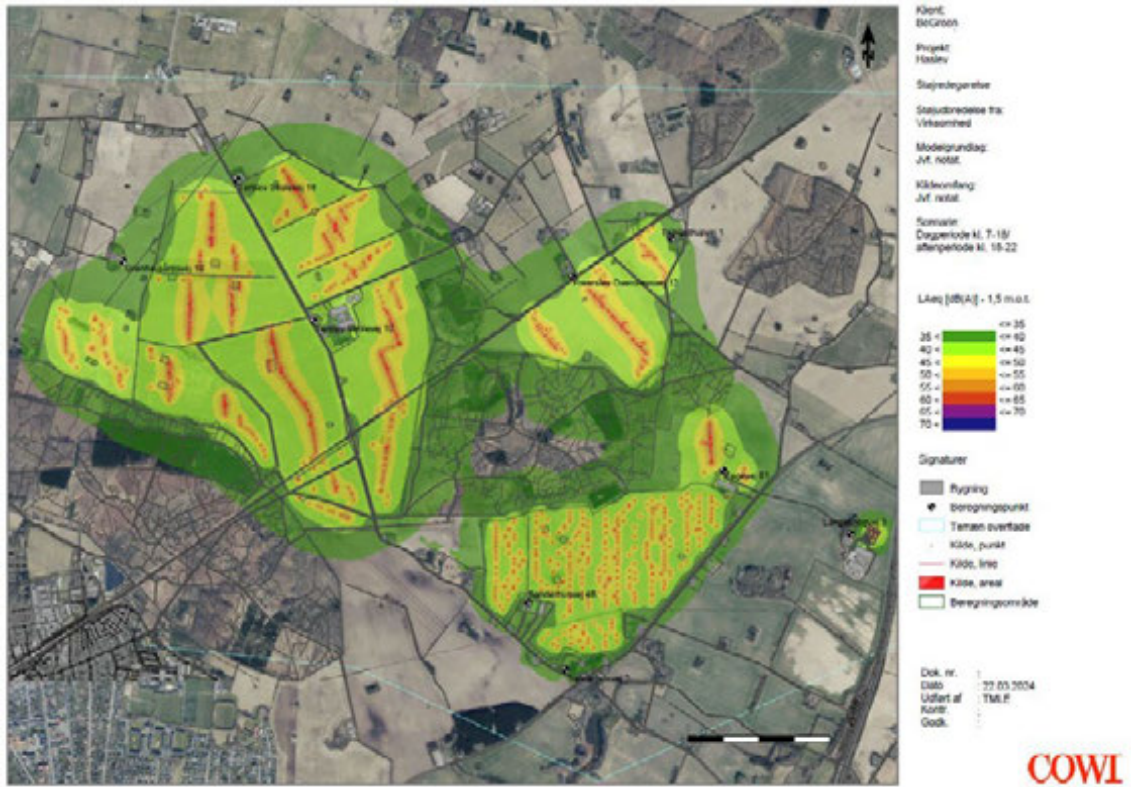 Klient:
BeGreen
Projekt:
Haslev
Støjredegørelse
Støjudbredelse fra:
Virksomhed
Modelgrundlag:
Jvf. notat.
Kildeomfang:
Jvf. notat.
Scenarie:
Dagperiode kl. 7-18/
aftenperiode kl. 18-22
LAeq [dB(A)] - 1,5 m.o.t.
<= 35
35 < <= 40
40 < <= 45
45 < <= 50
50 < <= 55
55 < <= 60
60 < <= 65
65 < <= 70
70 <
Signaturer
Bygning
Beregningspunkt
Terræn overflade
Kilde, punkt
Kilde, linie
Kilde, areal
Beregningsområde
Dok. nr. :
Dato : 22.03.2024
Udført af : TMLE
Kontr. :
Godk. :
COWI